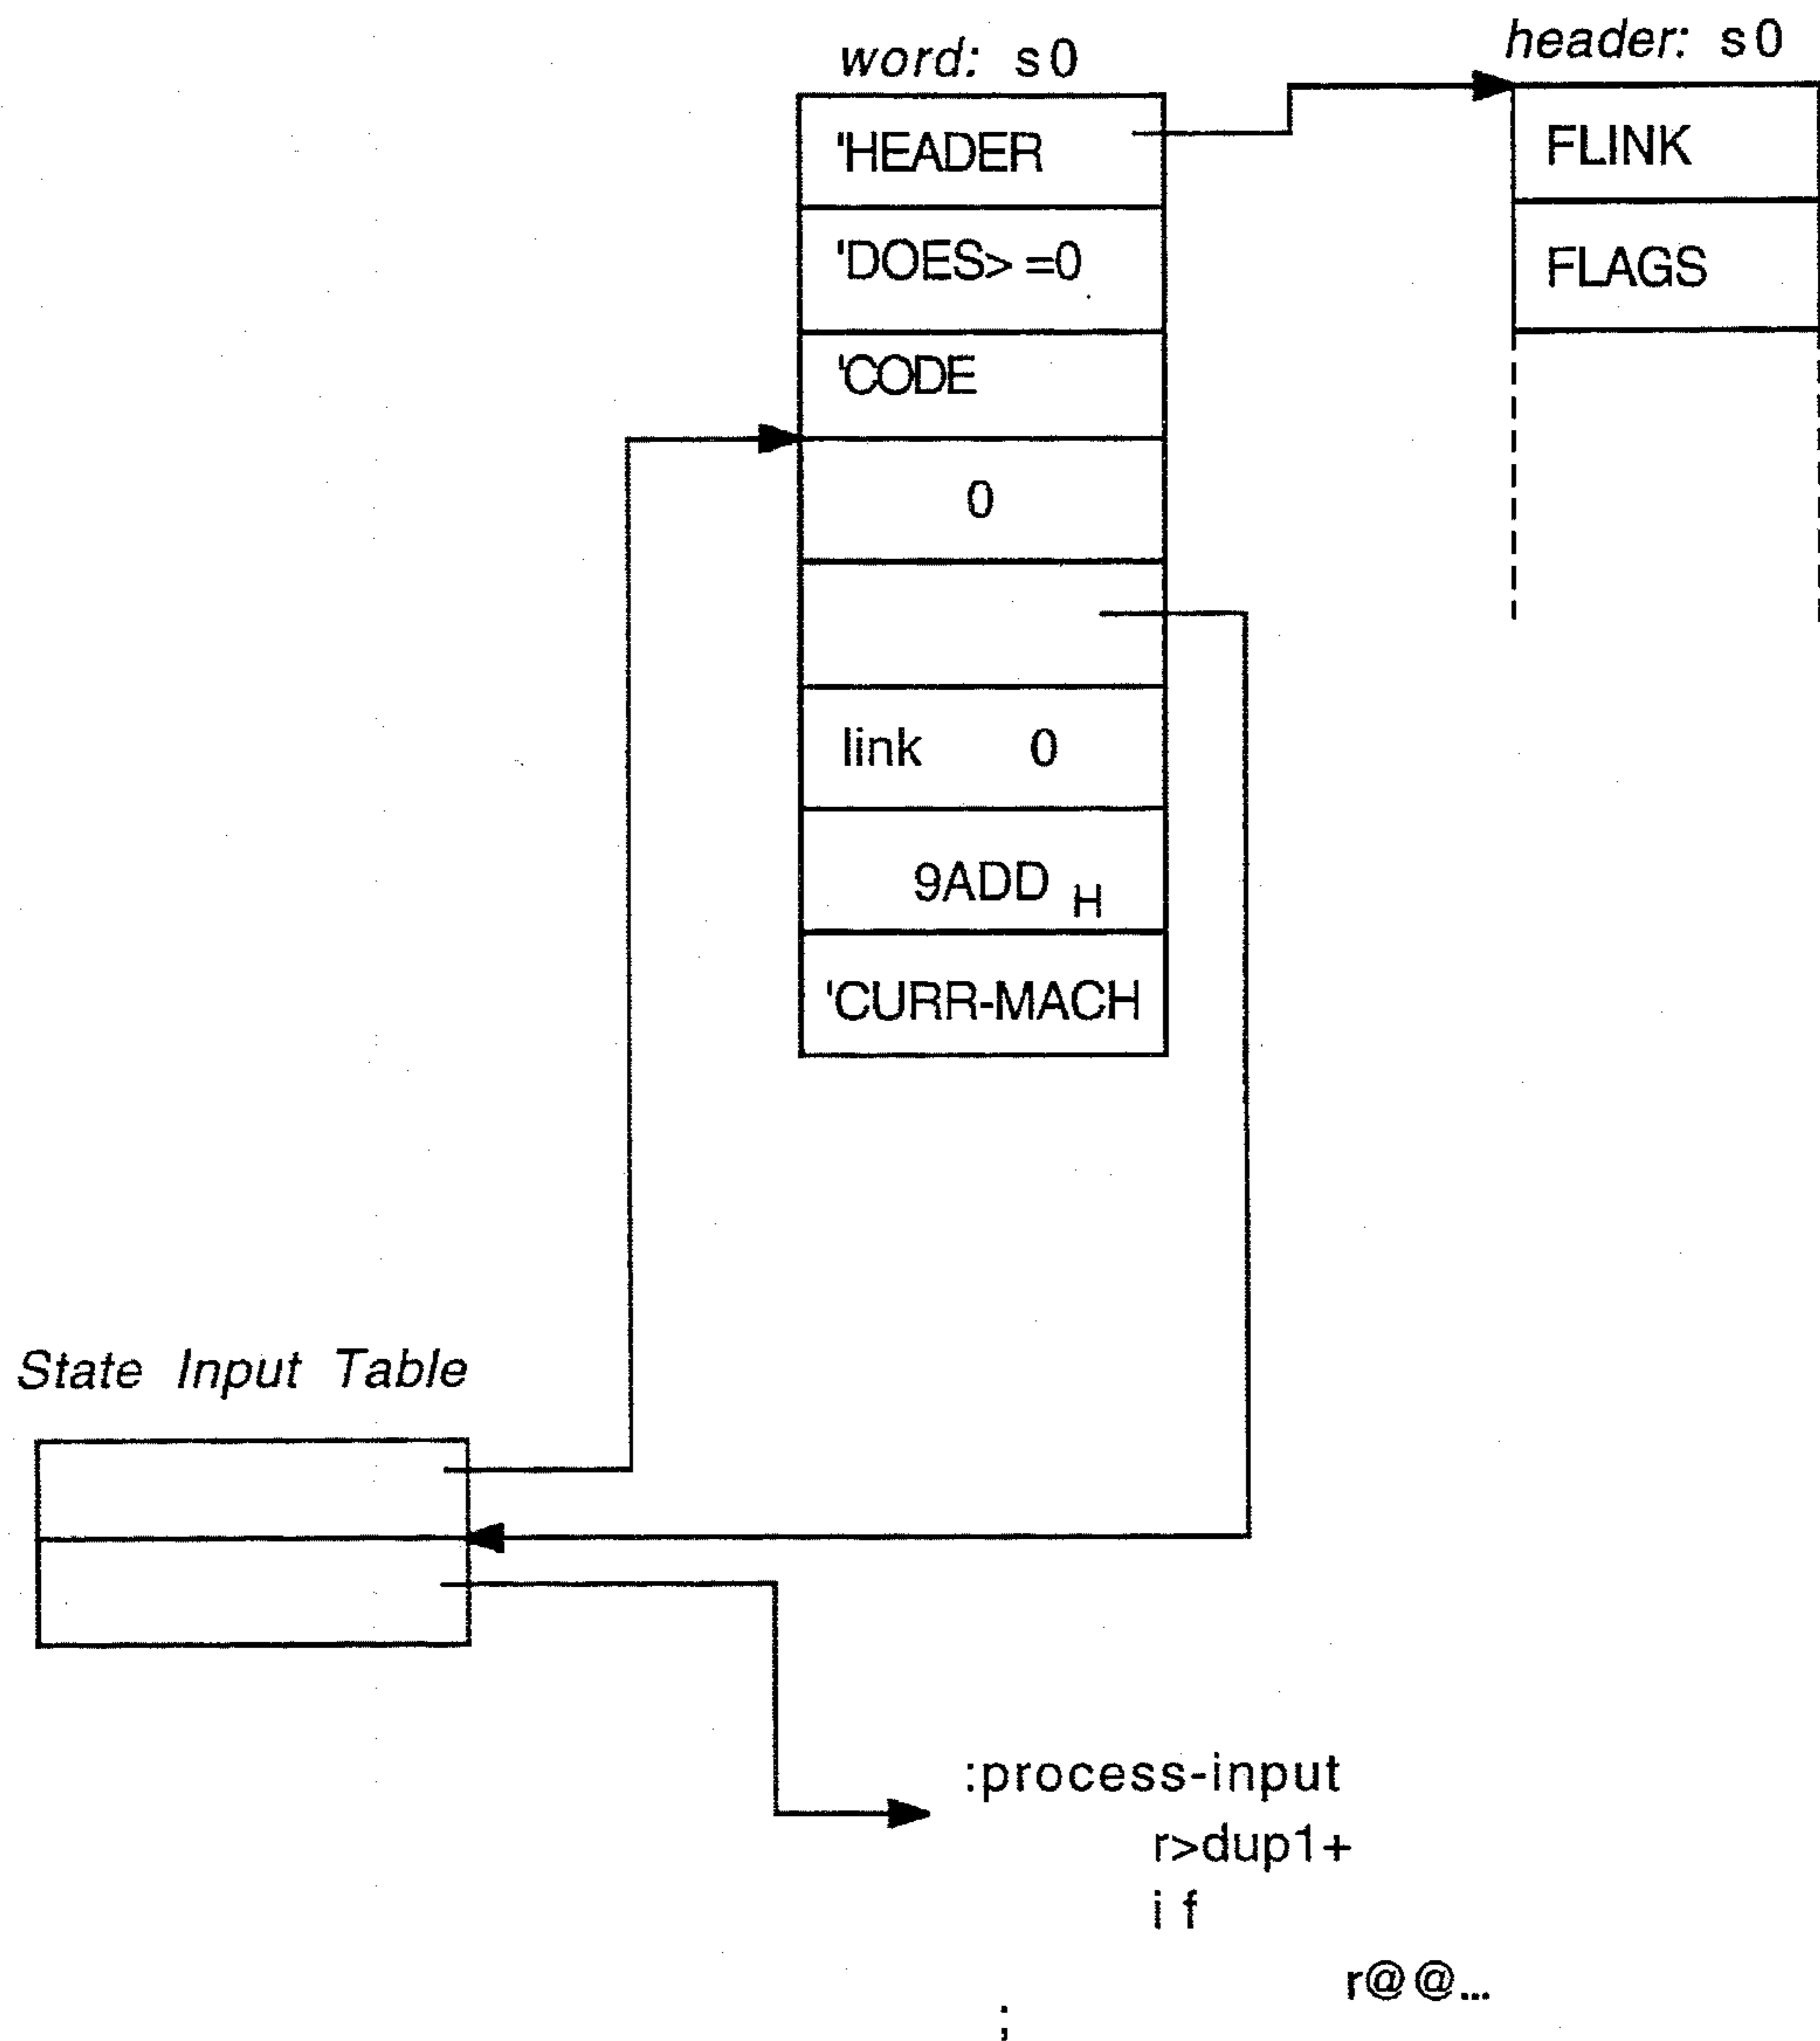 word: s0
'HEADER
'DOES> =0
'CODE
0
link 0
9ADD H
'CURR-MACH
header: s0
FLINK
FLAGS
State Input Table
:process-input
r>dup1+
if
r@@...
;